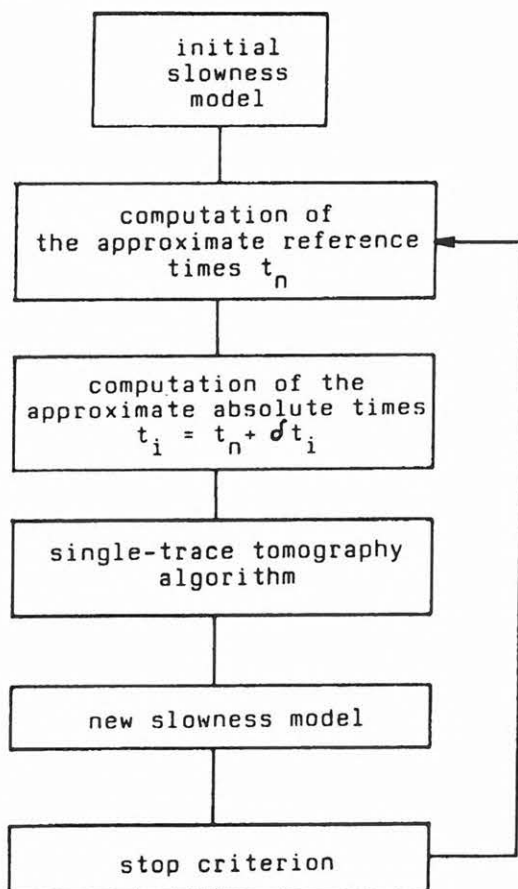 initial
slowness
model
computation of
the approximate reference
times t_n
computation of the
approximate absolute times
t_i = t_n + δt_i
single-trace tomography
algorithm
new slowness model
stop criterion